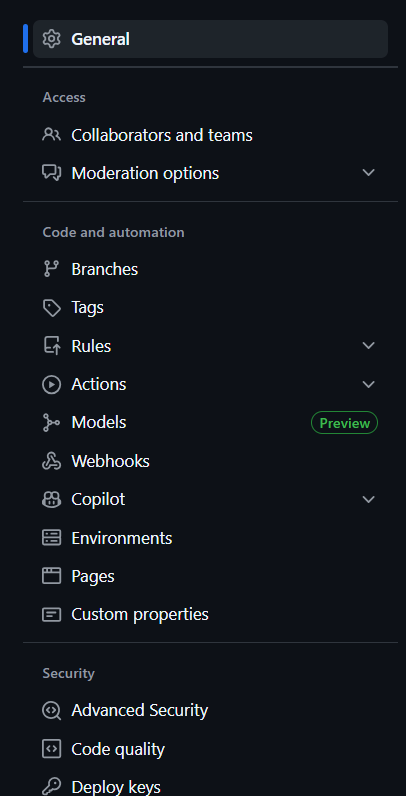 General
Access
Collaborators and teams
Moderation options
Code and automation
Branches
Tags
Rules
Actions
Models Preview
Webhooks
Copilot
Environments
Pages
Custom properties
Security
Advanced Security
Code quality
Deploy keys